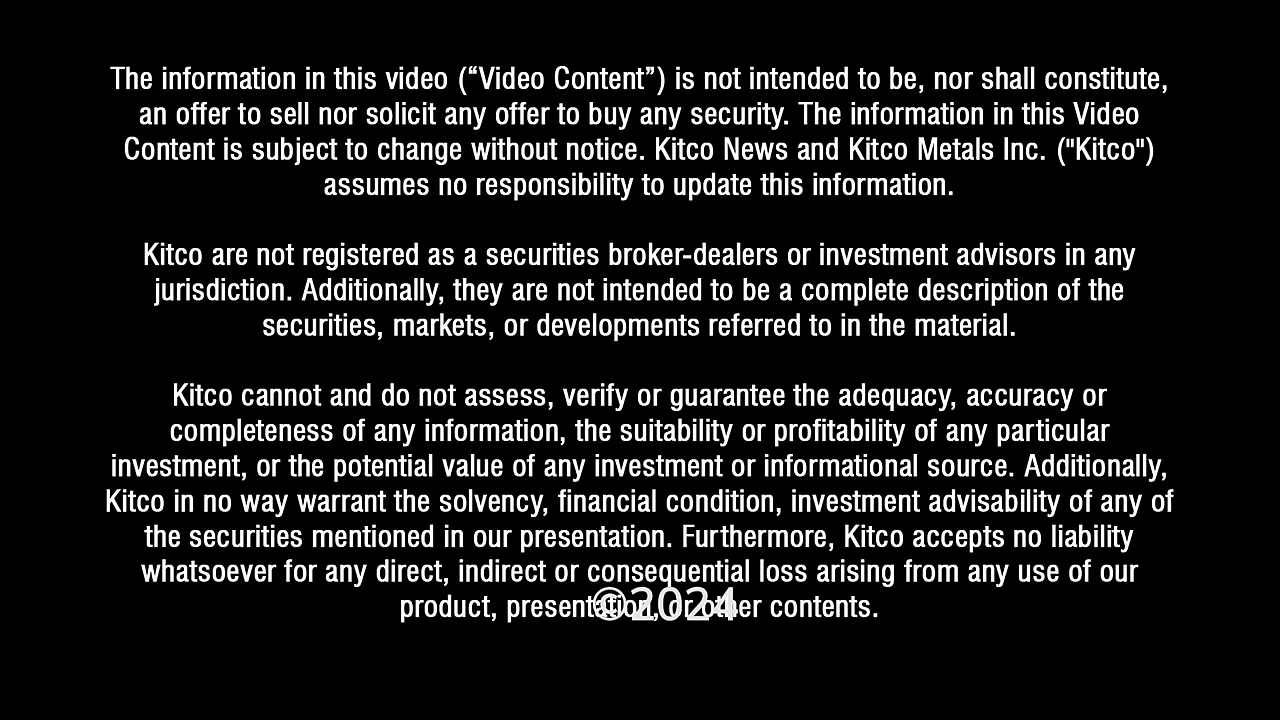 The information in this video (“Video Content”) is not intended to be, nor shall constitute,
an offer to sell nor solicit any offer to buy any security. The information in this Video
Content is subject to change without notice. Kitco News and Kitco Metals Inc. ("Kitco")
assumes no responsibility to update this information.
Kitco are not registered as a securities broker-dealers or investment advisors in any
jurisdiction. Additionally, they are not intended to be a complete description of the
securities, markets, or developments referred to in the material.
Kitco cannot and do not assess, verify or guarantee the adequacy, accuracy or
completeness of any information, the suitability or profitability of any particular
investment, or the potential value of any investment or informational source. Additionally,
Kitco in no way warrant the solvency, financial condition, investment advisability of any of
the securities mentioned in our presentation. Furthermore, Kitco accepts no liability
whatsoever for any direct, indirect or consequential loss arising from any use of our
product, presentation, or other contents.
©2024